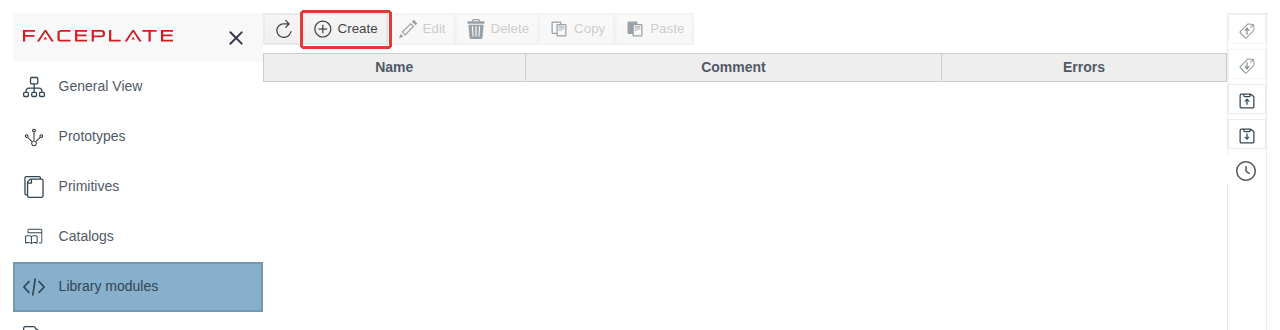 FACEPLATE
Create Edit Delete Copy Paste
Name Comment Errors
General View
Prototypes
Primitives
Catalogs
Library modules